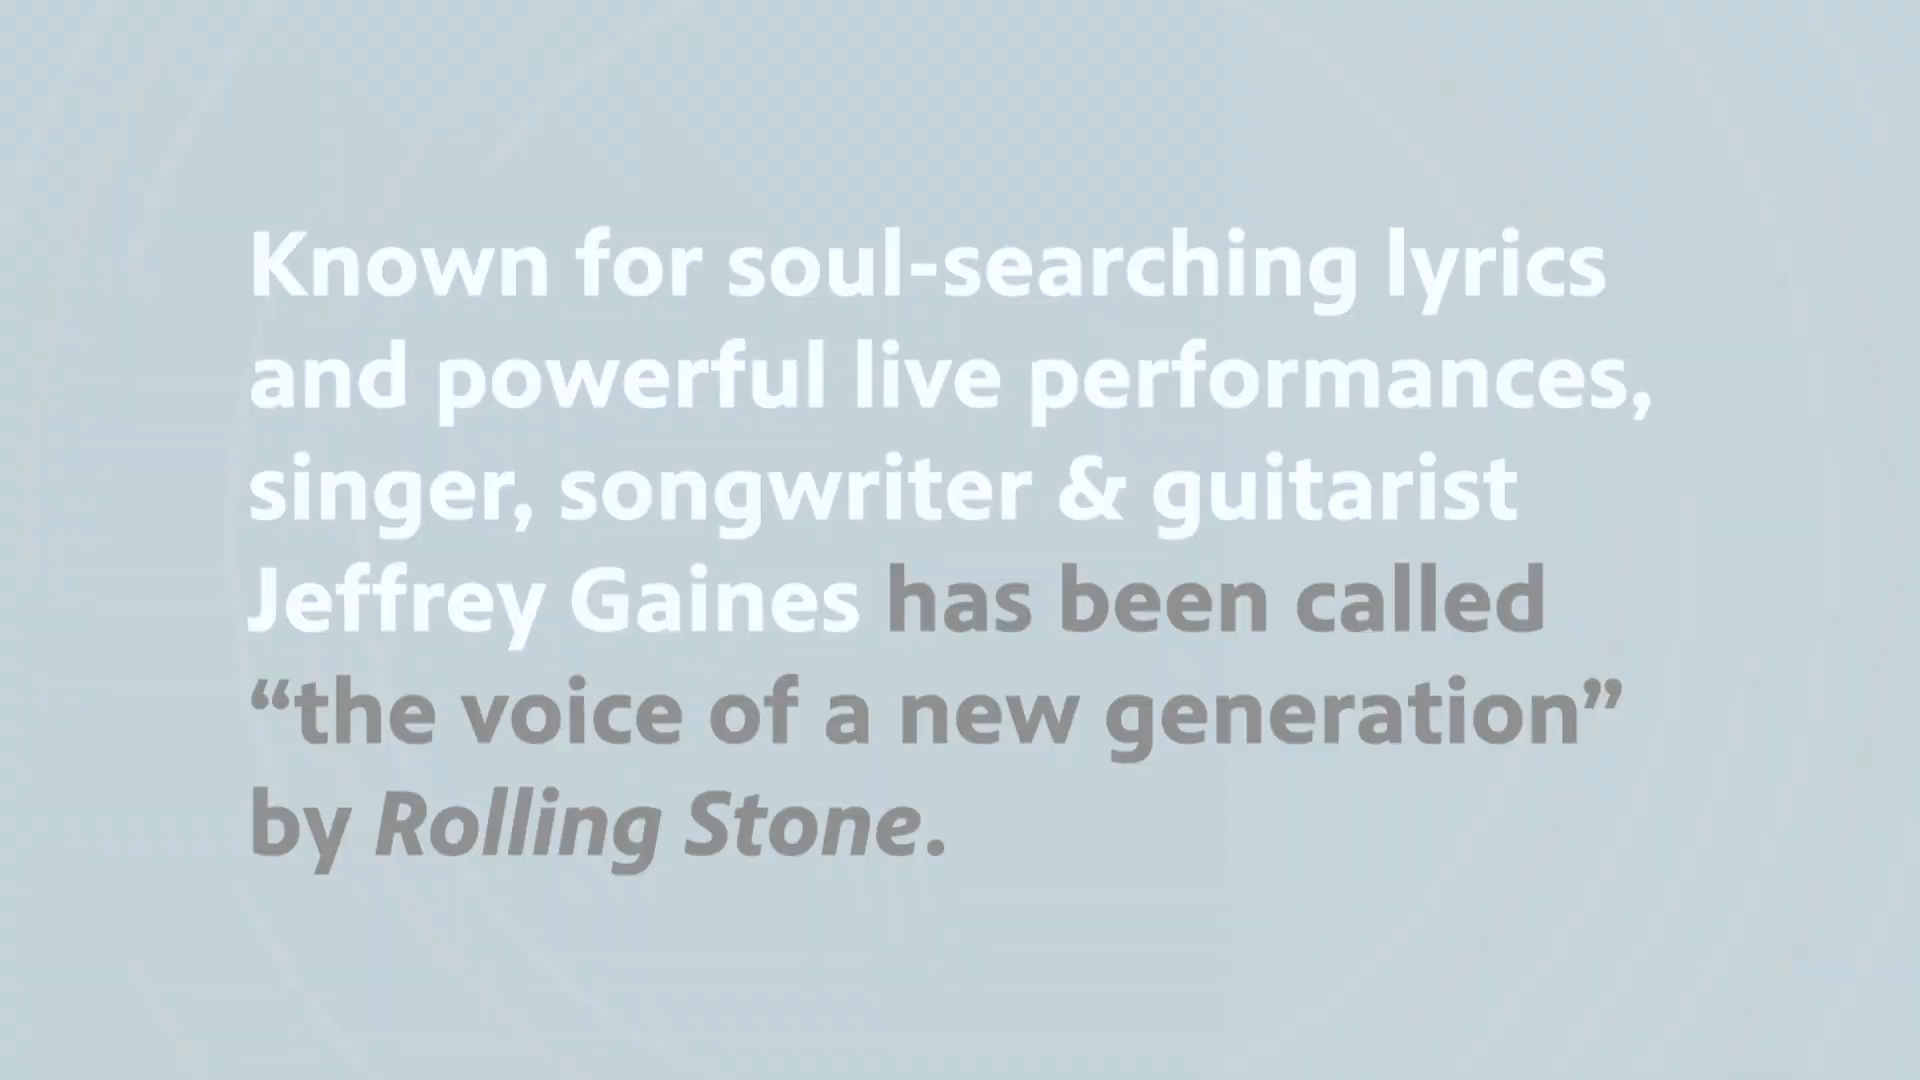 Known for soul-searching lyrics
and powerful live performances,
singer, songwriter & guitarist
Jeffrey Gaines has been called
“the voice of a new generation”
by Rolling Stone.